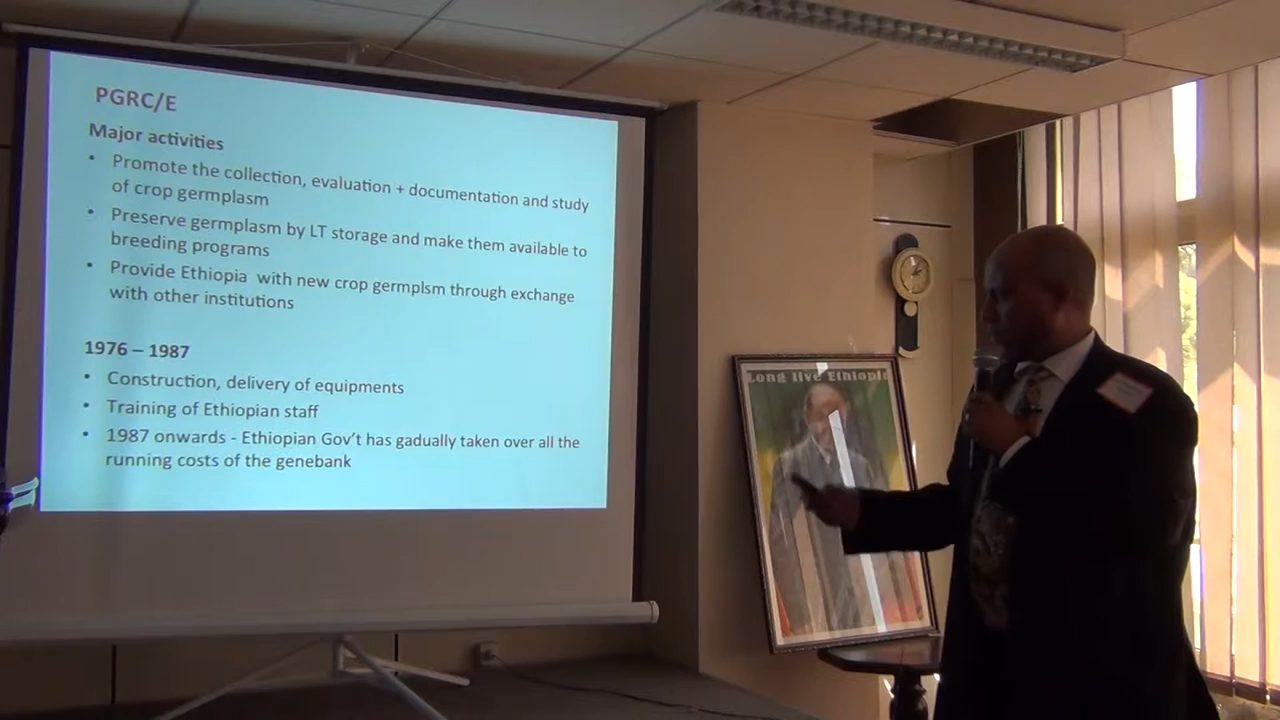 PGRC/E
Major activities
• Promote the collection, evaluation + documentation and study
of crop germplasm
• Preserve germplasm by LT storage and make them available to
breeding programs
• Provide Ethiopia with new crop germplsm through exchange
with other institutions
1976 – 1987
• Construction, delivery of equipments
• Training of Ethiopian staff
• 1987 onwards - Ethiopian Gov't has gadually taken over all the
running costs of the genebank
Long live Ethiopia